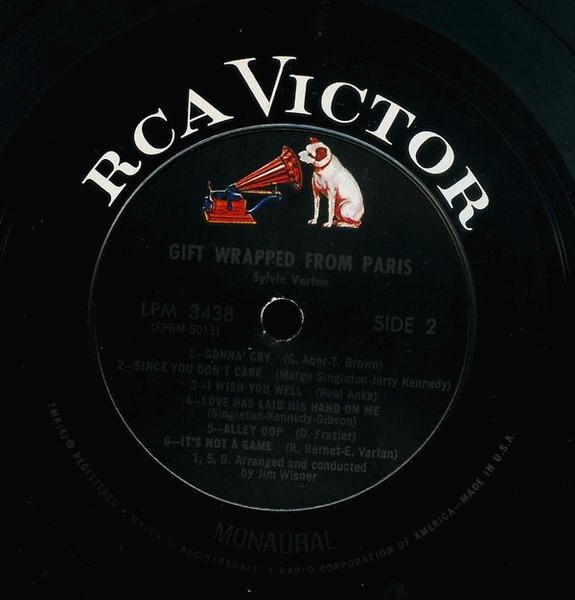 RCA VICTOR
GIFT WRAPPED FROM PARIS
Sylvie Vartan
LPM 3438
(SPRM-5013)
SIDE 2
1—GONNA' CRY (G. Aber-T. Brown)
2—SINCE YOU DON'T CARE (Marge Singleton-Jerry Kennedy)
3—I WISH YOU WELL (Paul Anka)
4—LOVE HAS LAID HIS HAND ON ME
(Singleton-Kennedy-Gibson)
5—ALLEY OOP (D. Frazier)
6—IT'S NOT A GAME (R. Bernet-E. Vartan)
1, 5, 6. Arranged and conducted
by Jim Wisner
MONAURAL
TMK(S) ® REGISTERED • MARCA(S) REGISTRADA(S) • RADIO CORPORATION OF AMERICA—MADE IN U.S.A.